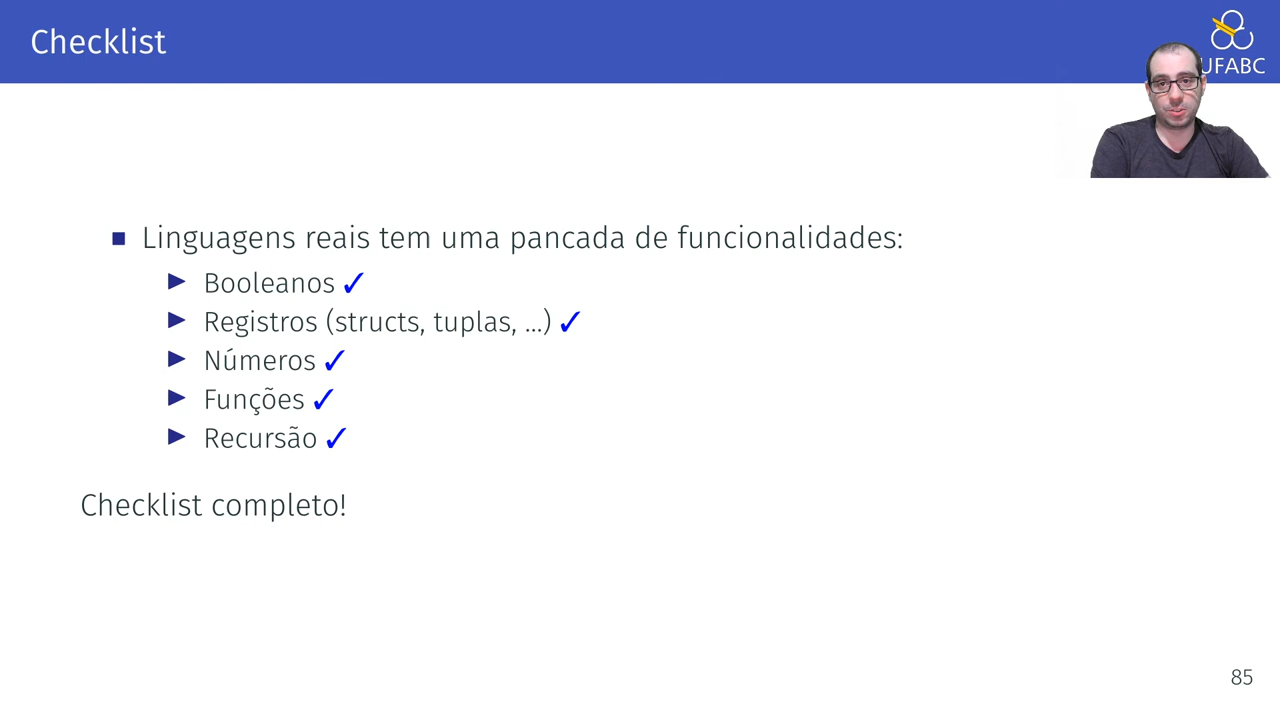 Checklist
UFABC
Linguagens reais tem uma pancada de funcionalidades:
Booleanos ✓
Registros (structs, tuplas, ...) ✓
Números ✓
Funções ✓
Recursão ✓
Checklist completo!
85